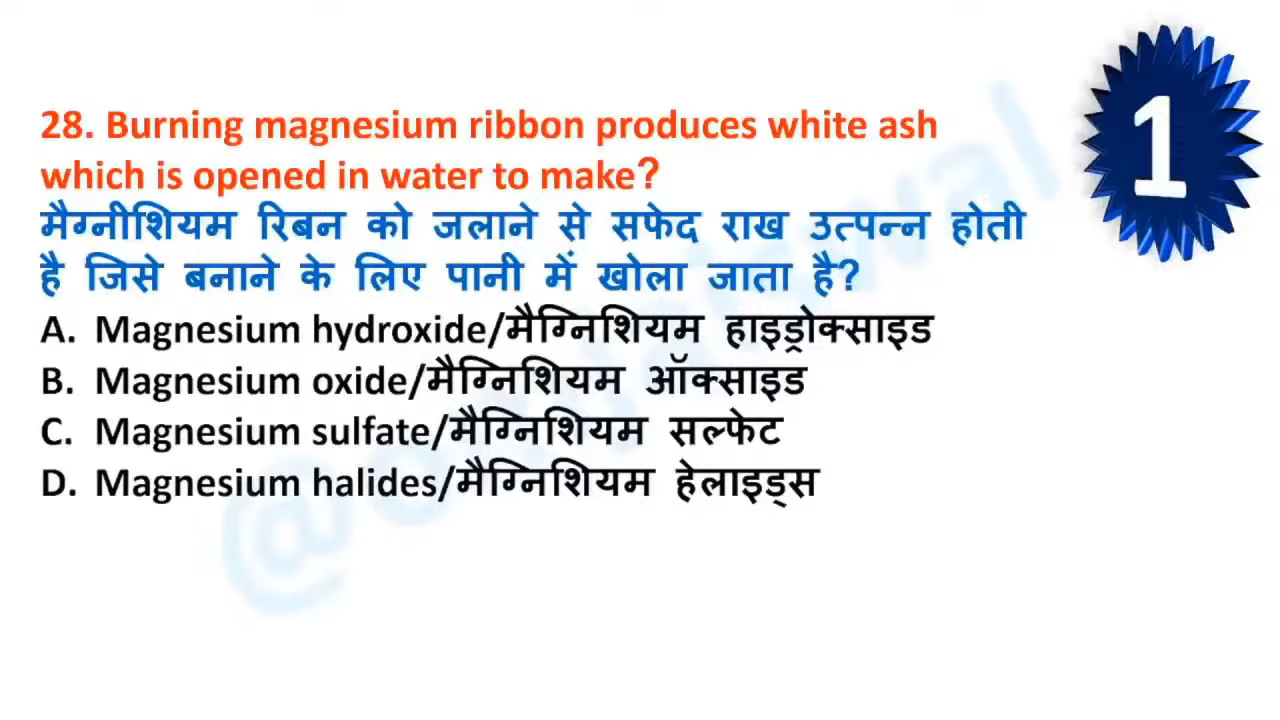 28. Burning magnesium ribbon produces white ash
which is opened in water to make?
मैग्नीशियम रिबन को जलाने से सफेद राख उत्पन्न होती
है जिसे बनाने के लिए पानी में खोला जाता है?
A. Magnesium hydroxide/मैग्निशियम हाइड्रोक्साइड
B. Magnesium oxide/मैग्निशियम ऑक्साइड
C. Magnesium sulfate/मैग्निशियम सल्फेट
D. Magnesium halides/मैग्निशियम हेलाइड्स
1